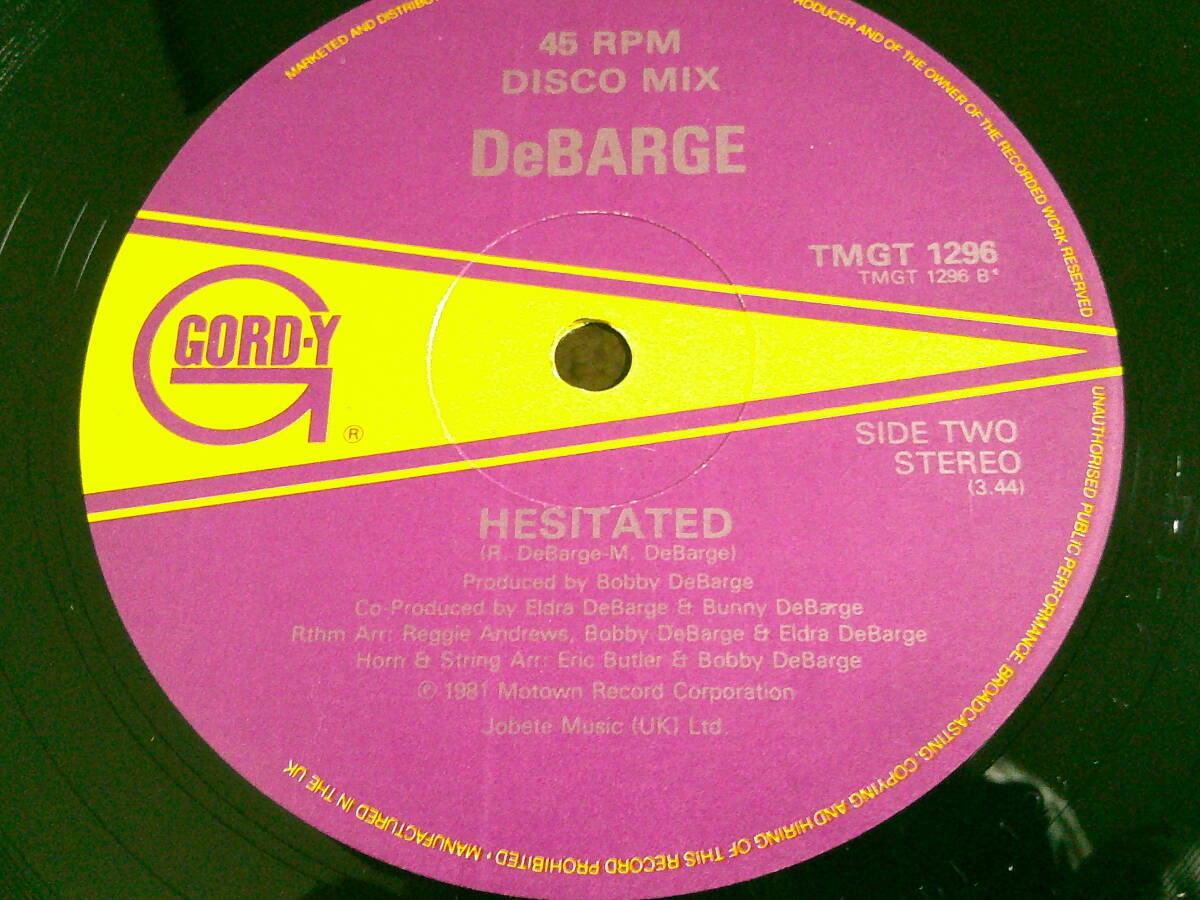 MARKETED AND DISTRIBU
RODUCER AND OF THE OWNER OF THE RECORDED WORK RESERVED
45 RPM
DISCO MIX
DeBARGE
TMGT 1296
TMGT 1296 B*
GORD-Y
®
SIDE TWO
STEREO
(3.44)
HESITATED
(R. DeBarge-M. DeBarge)
Produced by Bobby DeBarge
Co-Produced by Eldra DeBarge & Bunny DeBarge
Rthm Arr: Reggie Andrews, Bobby DeBarge & Eldra DeBarge
Horn & String Arr: Eric Butler & Bobby DeBarge
℗ 1981 Motown Record Corporation
Jobete Music (UK) Ltd.
UNAUTHORISED PUBLIC PERFORMANCE, BROADCASTING, COPYING AND HIRING OF THIS RECORD PROHIBITED • MANUFACTURED IN THE UK